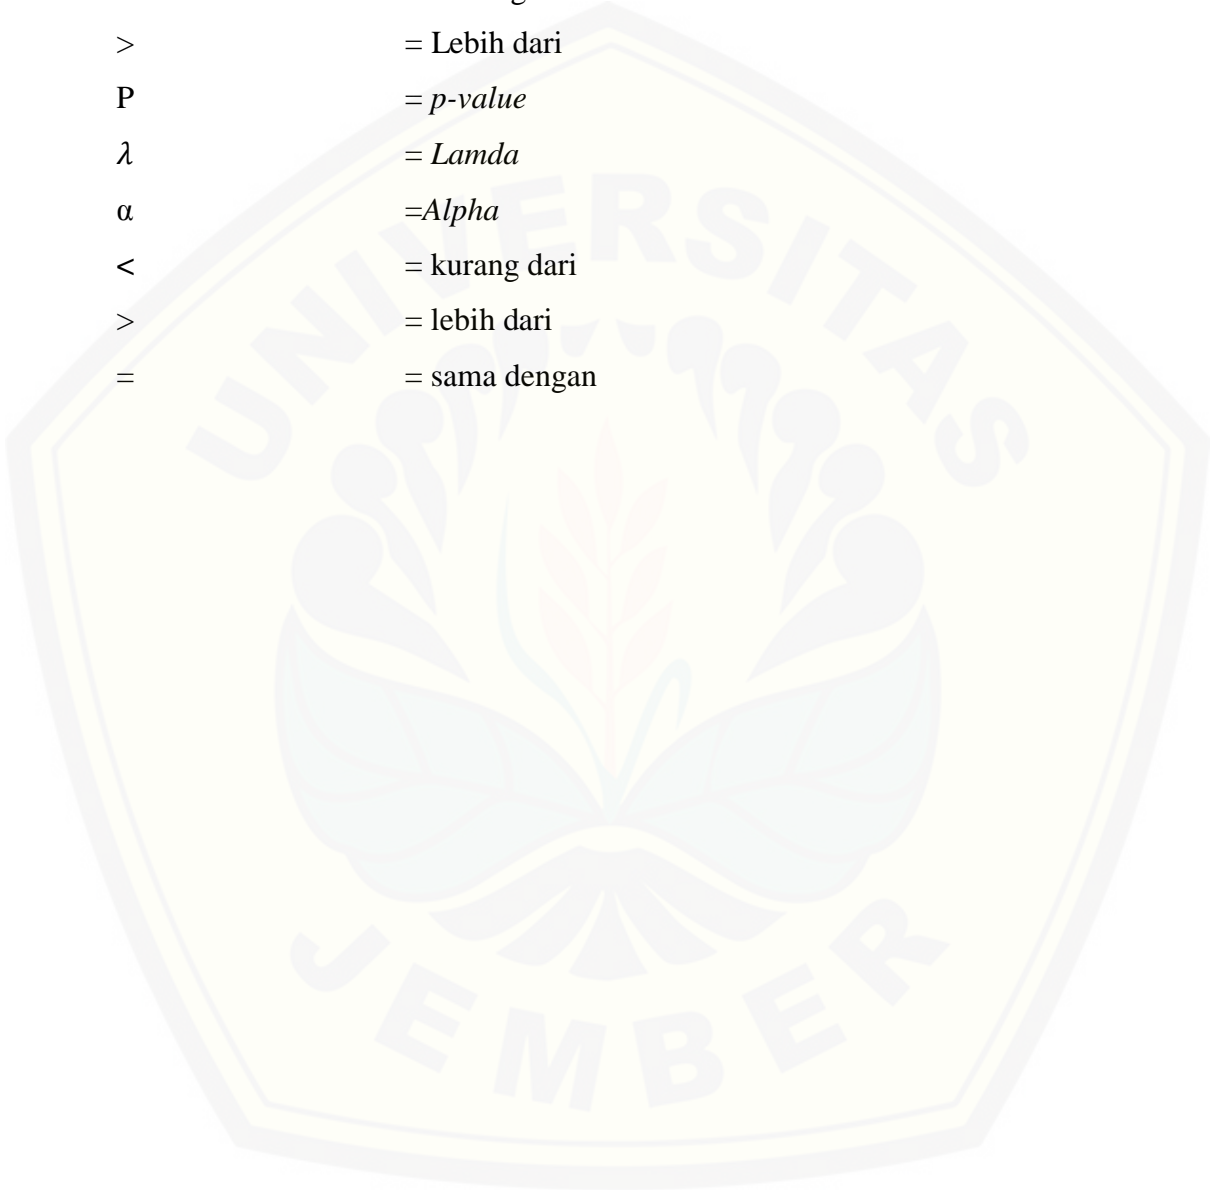 > = Lebih dari
P = p-value
λ = Lamda
α =Alpha
< = kurang dari
> = lebih dari
= = sama dengan
UNIVERSITAS
JEMBER